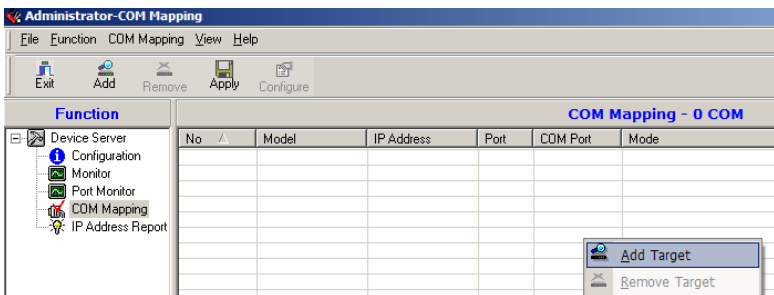 Administrator-COM Mapping
File Function COM Mapping View Help
Exit Add Remove Apply Configure
Function COM Mapping - 0 COM
Device Server
Configuration
Monitor
Port Monitor
COM Mapping
IP Address Report
No Model IP Address Port COM Port Mode
Add Target
Remove Target